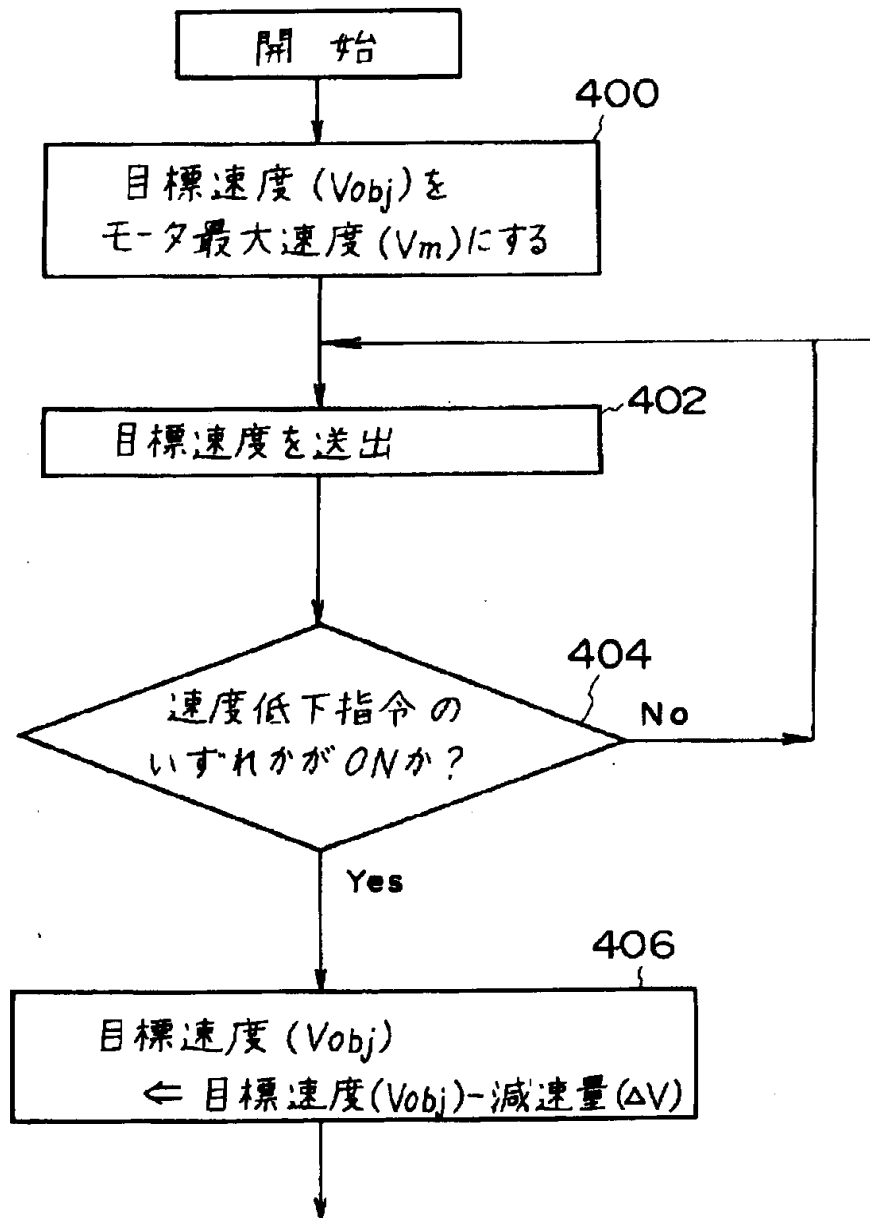 開始
400
目標速度(Vobj)を
モータ最大速度(Vm)にする
402
目標速度を送出
404
速度低下指令の
いずれかがONか?
No
Yes
406
目標速度(Vobj)
⇐ 目標速度(Vobj)-減速量(ΔV)